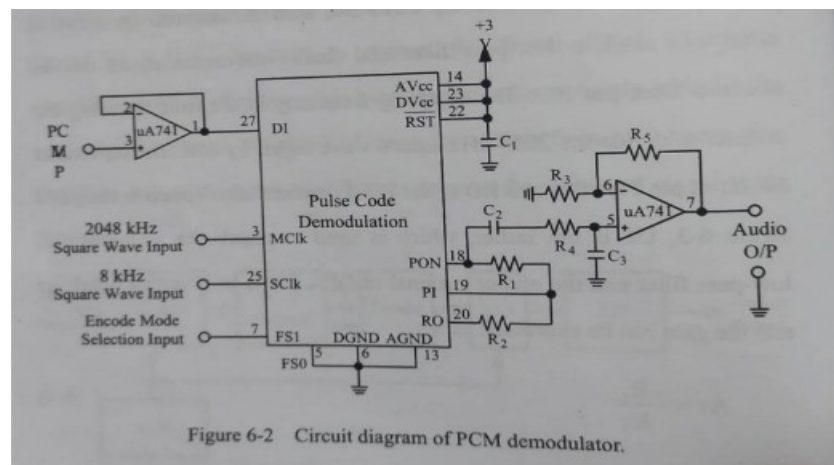 +3
V
14
AVcc
23
DVcc
22
RST
C1
2
uA741
1
3
PC
M
P
27
DI
Pulse Code
Demodulation
2048 kHz
Square Wave Input
3
MClk
8 kHz
Square Wave Input
25
SClk
Encode Mode
Selection Input
7
FS1
FS0
5
DGND
6
AGND
13
PON
18
PI
19
RO
20
R1
R2
C2
R4
C3
R3
R5
6
uA741
7
5
Audio
O/P
Figure 6-2 Circuit diagram of PCM demodulator.